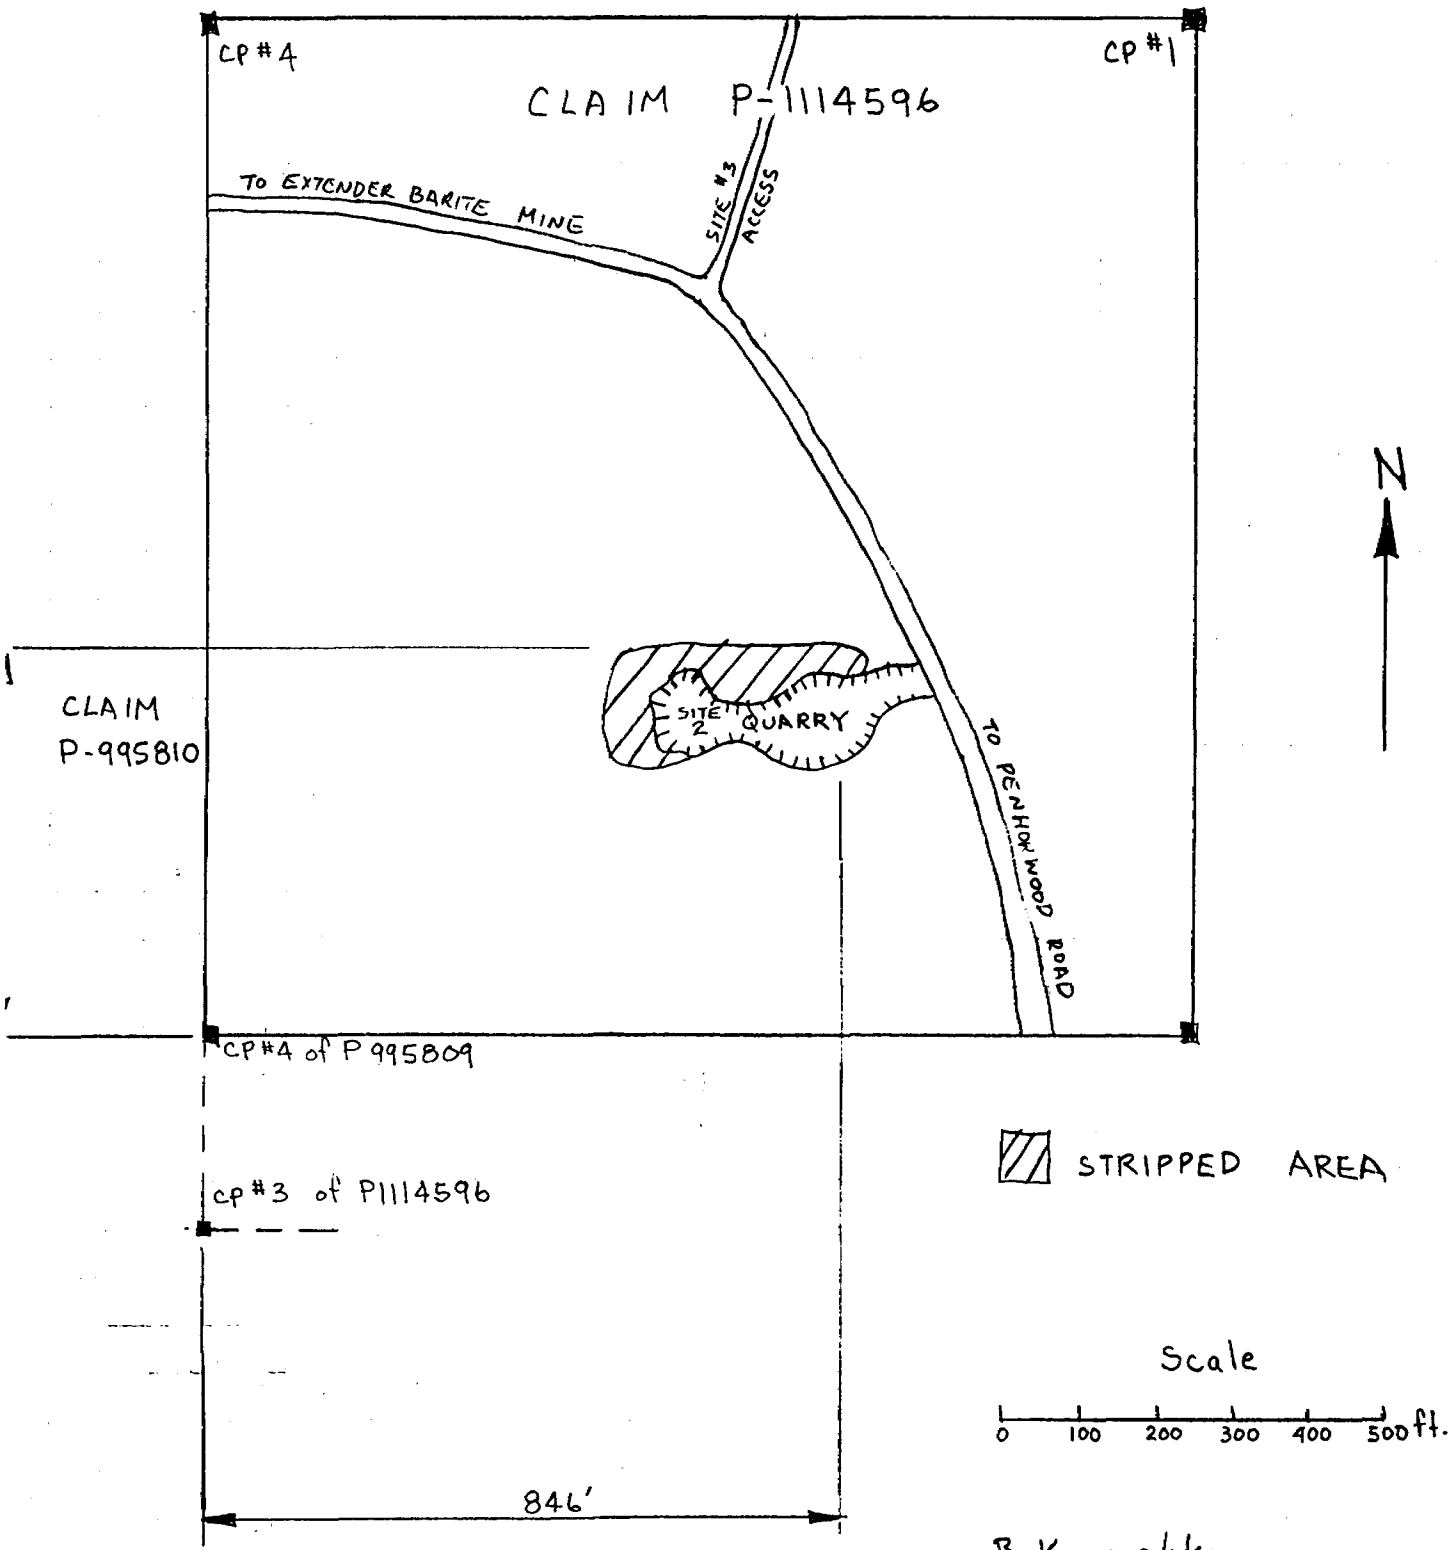 CP #4
CP #1
CLAIM P-1114596
TO EXTENDER BARITE MINE
SITE #3
ACCESS
N
CLAIM
P-995810
SITE
2
QUARRY
TO PENHORWOOD ROAD
CP #4 of P 995809
STRIPPED AREA
CP #3 of P1114596
Scale
0 100 200 300 400 500 ft.
846'